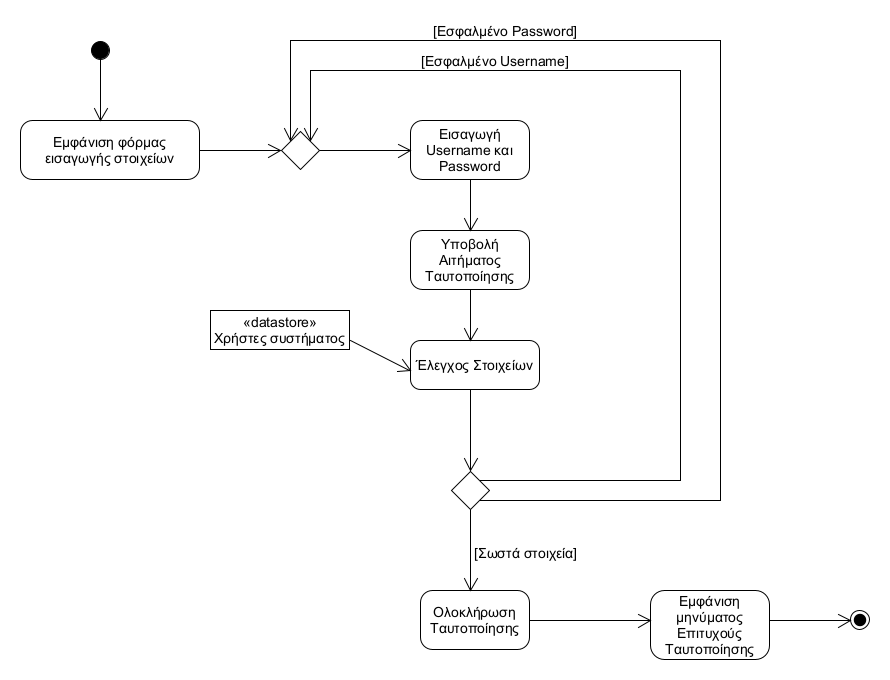 [Εσφαλμένο Password]
[Εσφαλμένο Username]
Εμφάνιση φόρμας
εισαγωγής στοιχείων
Εισαγωγή
Username και
Password
Υποβολή
Αιτήματος
Ταυτοποίησης
«datastore»
Χρήστες συστήματος
Έλεγχος Στοιχείων
[Σωστά στοιχεία]
Ολοκλήρωση
Ταυτοποίησης
Εμφάνιση
μηνύματος
Επιτυχούς
Ταυτοποίησης